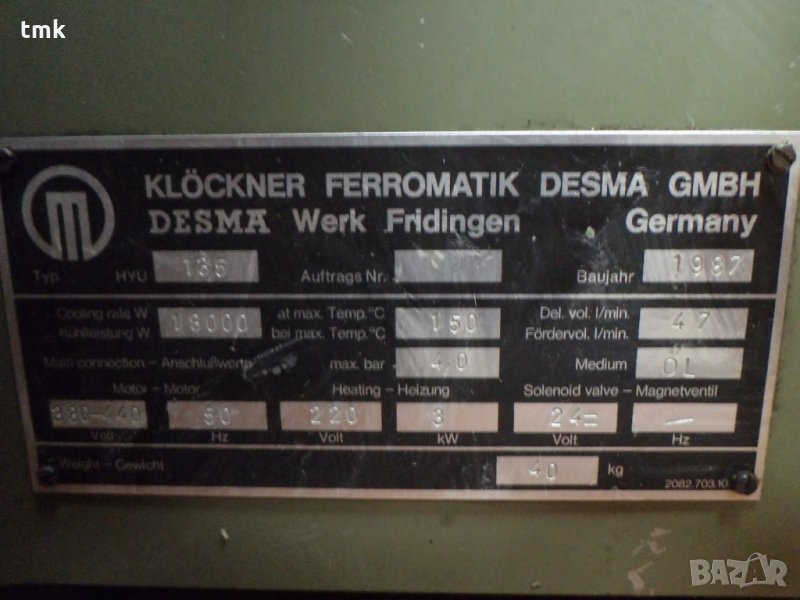 tmk
KLÖCKNER FERROMATIK DESMA GMBH
DESMA Werk Fridingen Germany
Typ HYU 135 Auftrags Nr. Baujahr 1987
Cooling rate W 18000 at max. Temp. °C 150 Del. vol. l/min. 47
Kühlleistung W bei max. Temp. °C Fördervol. l/min.
Main connection – Anschlußwerte max. bar 4,0 Medium ÖL
Motor – Motor Heating – Heizung Solenoid valve – Magnetventil
380-440 50 220 3 24= –
Volt Hz Volt kW Volt Hz
Weight – Gewicht 40 kg
2082.703.10
BAZAR